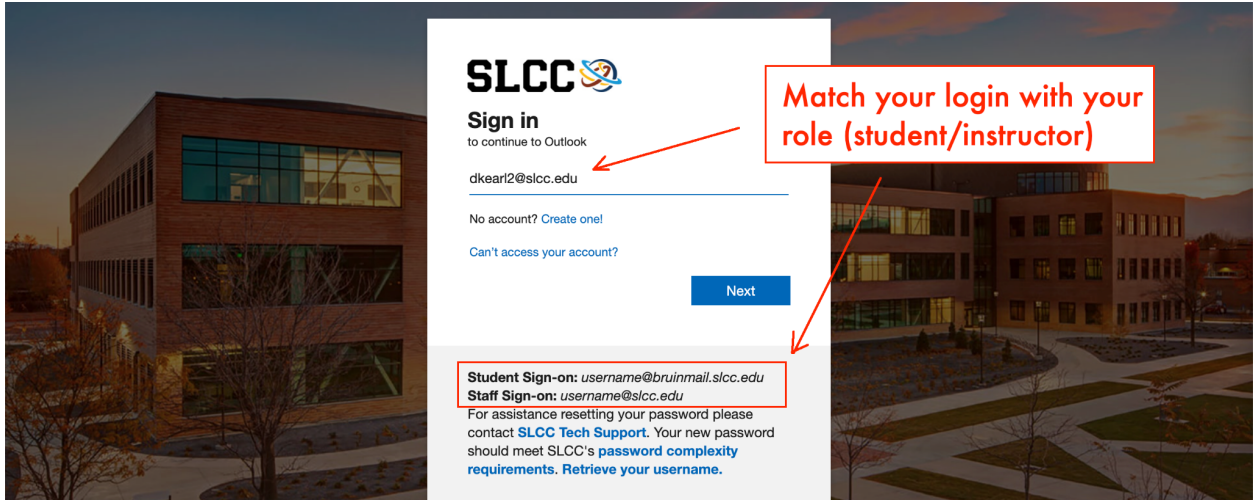 SLCC
Sign in
to continue to Outlook
dkearl2@slcc.edu
No account? Create one!
Can't access your account?
Next
Match your login with your
role (student/instructor)
Student Sign-on: username@bruinmail.slcc.edu
Staff Sign-on: username@slcc.edu
For assistance resetting your password please
contact SLCC Tech Support. Your new password
should meet SLCC's password complexity
requirements. Retrieve your username.